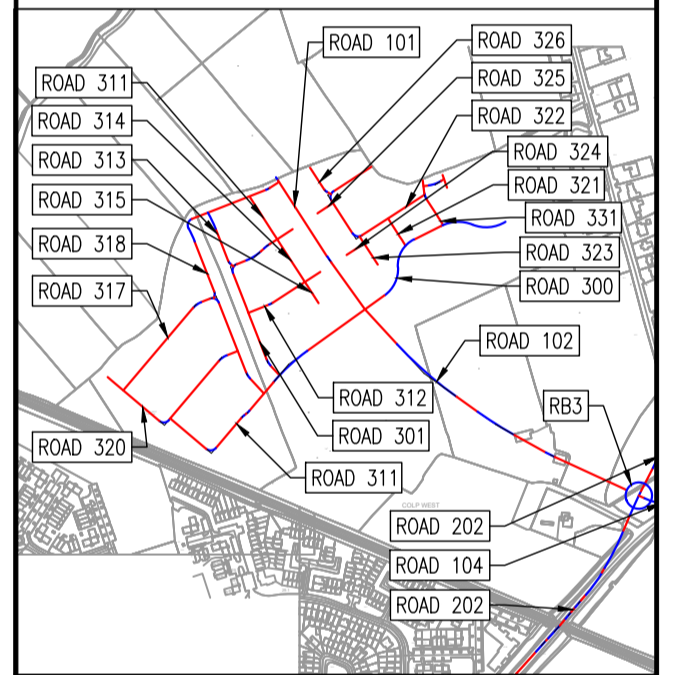 ROAD 101
ROAD 326
ROAD 325
ROAD 322
ROAD 324
ROAD 321
ROAD 331
ROAD 323
ROAD 300
ROAD 311
ROAD 314
ROAD 313
ROAD 315
ROAD 318
ROAD 317
ROAD 320
ROAD 102
RB3
ROAD 312
ROAD 301
ROAD 311
COLP WEST
ROAD 202
ROAD 104
ROAD 202